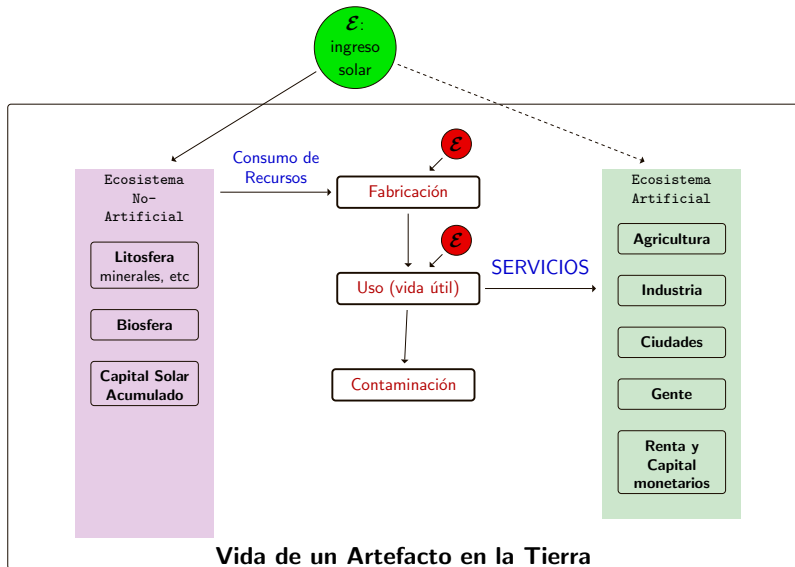 ℰ:
ingreso
solar
Ecosistema
No-
Artificial
Litosfera
minerales, etc
Biosfera
Capital Solar
Acumulado
Consumo de
Recursos
ℰ
Fabricación
ℰ
Uso (vida útil)
SERVICIOS
Contaminación
Ecosistema
Artificial
Agricultura
Industria
Ciudades
Gente
Renta y
Capital
monetarios
Vida de un Artefacto en la Tierra